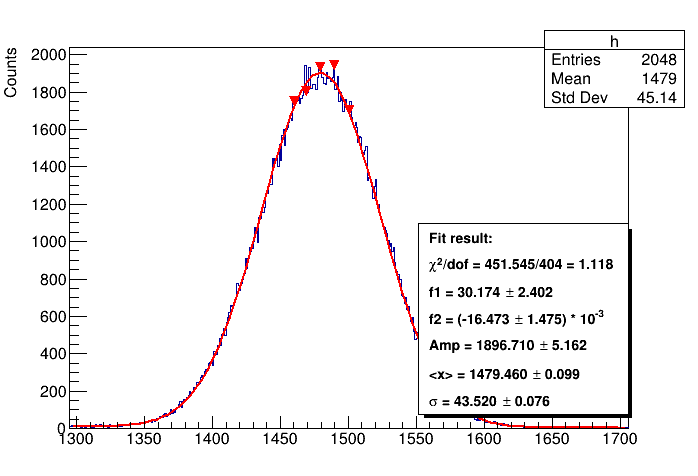 h
Entries 2048
Mean 1479
Std Dev 45.14
Counts
2000
1800
1600
1400
1200
1000
800
600
400
200
0
Fit result:
χ²/dof = 451.545/404 = 1.118
f1 = 30.174 ± 2.402
f2 = (-16.473 ± 1.475) * 10⁻³
Amp = 1896.710 ± 5.162
<x> = 1479.460 ± 0.099
σ = 43.520 ± 0.076
1300 1350 1400 1450 1500 1550 1600 1650 1700